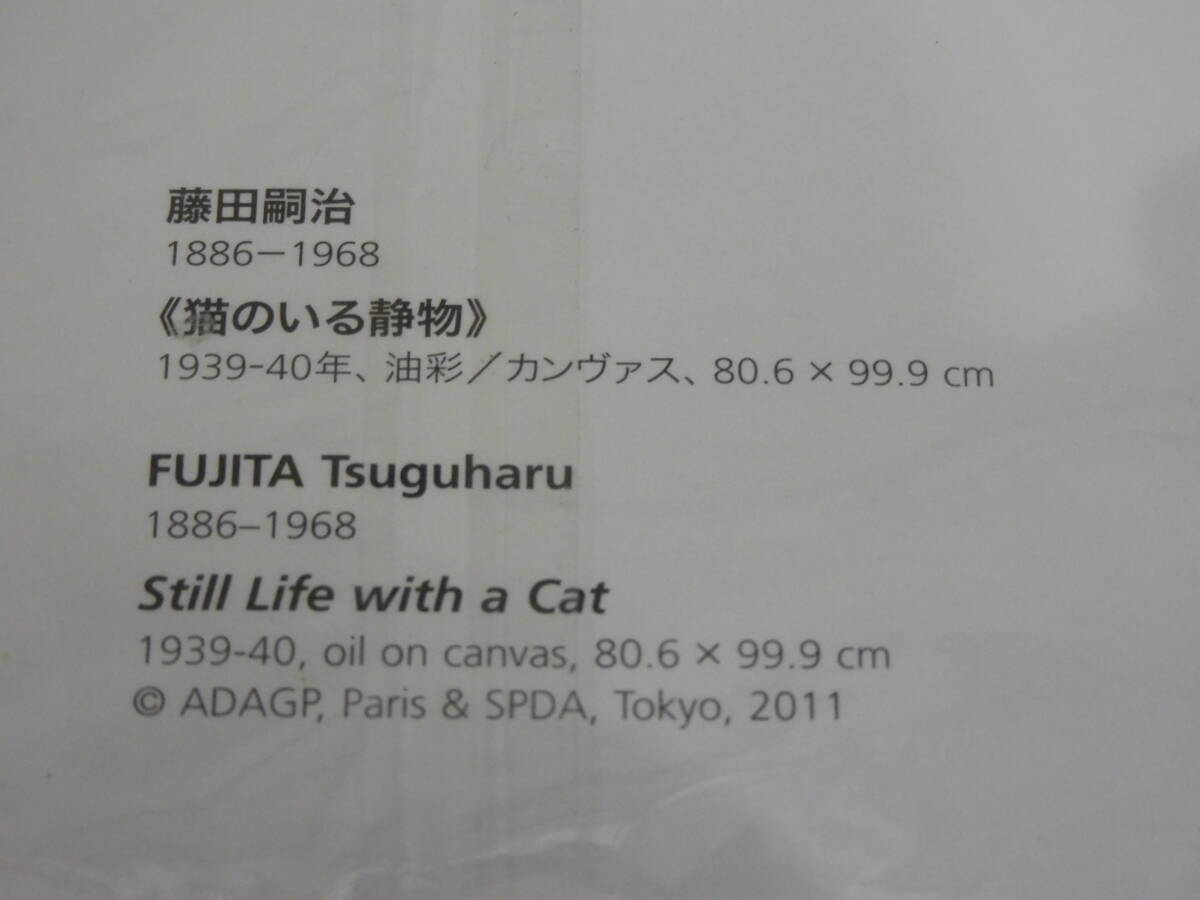 藤田嗣治
1886−1968
《猫のいる静物》
1939-40年、油彩／カンヴァス、80.6 × 99.9 cm
FUJITA Tsuguharu
1886–1968
Still Life with a Cat
1939-40, oil on canvas, 80.6 × 99.9 cm
© ADAGP, Paris & SPDA, Tokyo, 2011